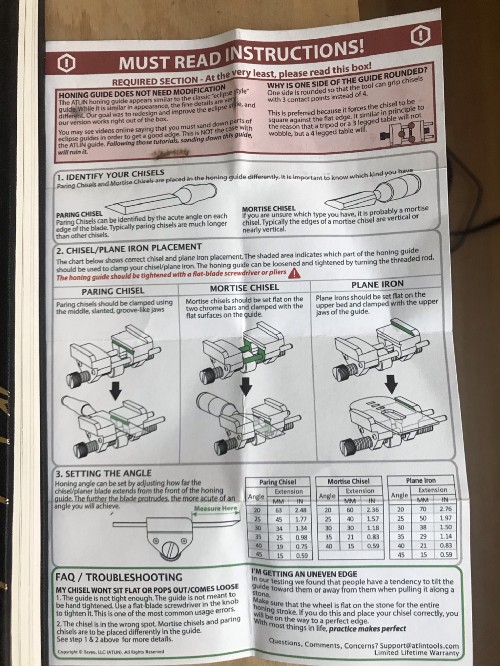 MUST READ INSTRUCTIONS!
REQUIRED SECTION - At the very least, please read this box!
HONING GUIDE DOES NOT NEED MODIFICATION
The ATLIN honing guide appears similar to the classic "eclipse style"
guide. While it is similar in appearance, the fine details are very
different. Our goal was to redesign and improve the eclipse style, and
our version works right out of the box.
You may see videos online saying that you must sand down parts of
eclipse guides in order to get a good edge. This is NOT the case with
the ATLIN guide. Following those tutorials, sanding down this guide,
will ruin it.
WHY IS ONE SIDE OF THE GUIDE ROUNDED?
One side is rounded so that the tool can grip chisels
with 3 contact points instead of 4.
This is preferred because it forces the chisel to be
square against the flat edge. It similar in principle to
the reason that a tripod or a 3 legged table will not
wobble, but a 4 legged table will.
1. IDENTIFY YOUR CHISELS
Paring Chisels and Mortise Chisels are placed in the honing guide differently. It is important to know which kind you have
PARING CHISEL
Paring Chisels can be identified by the acute angle on each
edge of the blade. Typically paring chisels are much longer
than other chisels.
MORTISE CHISEL
If you are unsure which type you have, it is probably a mortise
chisel. Typically the edges of a mortise chisel are vertical or
nearly vertical.
2. CHISEL/PLANE IRON PLACEMENT
The chart below shows correct chisel and plane iron placement. The shaded area indicates which part of the honing guide
should be used to clamp your chisel/plane iron. The honing guide can be loosened and tightened by turning the threaded rod.
The honing guide should be tightened with a flat-blade screwdriver or pliers
PARING CHISEL
Paring chisels should be clamped using
the middle, slanted, groove-like jaws
MORTISE CHISEL
Mortise chisels should be set flat on the
two chrome bars and clamped with the
flat surfaces on the guide.
PLANE IRON
Plane Irons should be set flat on the
upper bed and clamped with the upper
jaws of the guide.
3. SETTING THE ANGLE
Honing angle can be set by adjusting how far the
chisel/planer blade extends from the front of the honing
guide. The further the blade protrudes, the more acute of an
angle you will achieve.
Measure Here
Paring Chisel
Angle Extension
MM IN
20 63 2.48
25 45 1.77
30 34 1.34
35 25 0.98
40 19 0.75
45 15 0.59
Mortise Chisel
Angle Extension
MM IN
20 60 2.36
25 40 1.57
30 30 1.18
35 21 0.83
40 15 0.59
Plane Iron
Angle Extension
MM IN
20 70 2.76
25 50 1.97
30 38 1.50
35 29 1.14
40 21 0.83
45 15 0.59
FAQ / TROUBLESHOOTING
MY CHISEL WONT SIT FLAT OR POPS OUT/COMES LOOSE
1. The guide is not tight enough. The guide is not meant to
be hand tightened. Use a flat-blade screwdriver in the knob
to tighten it. This is one of the most common usage errors.
2. The chisel is in the wrong spot. Mortise chisels and paring
chisels are to be placed differently in the guide.
See step 1 & 2 above for more details.
I'M GETTING AN UNEVEN EDGE
In our testing we found that people have a tendency to tilt the
guide toward them or away from them when pulling it along a
stone.
Make sure that the wheel is flat on the stone for the entire
honing stroke. If you do this and place your chisel correctly, you
will be on the way to a perfect edge.
With most things in life, practice makes perfect
Copyright © LLC (ATLIN). All Rights Reserved
Questions, Comments, Concerns? Support@atlintools.com
Limited Lifetime Warranty